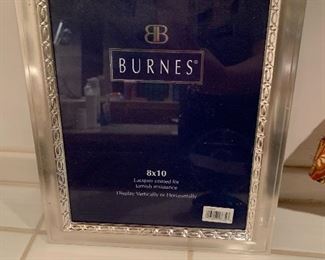 BB
BURNES®
8x10
Lacquer coated for
tarnish resistance
Display Vertically or Horizontally